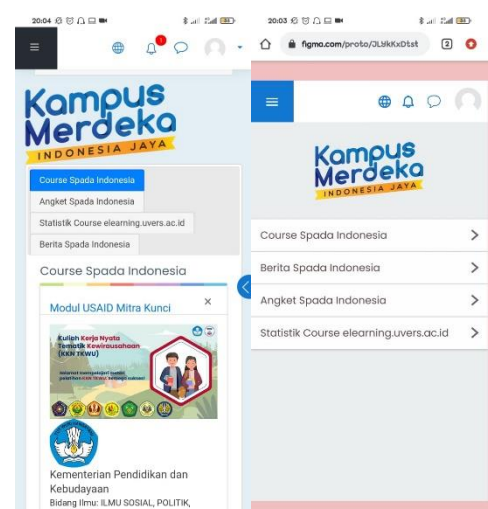 20:04
Kampus
Merdeka
INDONESIA JAYA
Course Spada Indonesia
Angket Spada Indonesia
Statistik Course elearning.uvers.ac.id
Berita Spada Indonesia
Course Spada Indonesia
Modul USAID Mitra Kunci
×
Kuliah Kerja Nyata
Tematik Kewirausahaan
(KKN TKWU)
Kementerian Pendidikan dan
Kebudayaan
Bidang Ilmu: ILMU SOSIAL, POLITIK,
20:03
figma.com/proto/JLYkKxDtst
2
Kampus
Merdeka
INDONESIA JAYA
Course Spada Indonesia
Berita Spada Indonesia
Angket Spada Indonesia
Statistik Course elearning.uvers.ac.id